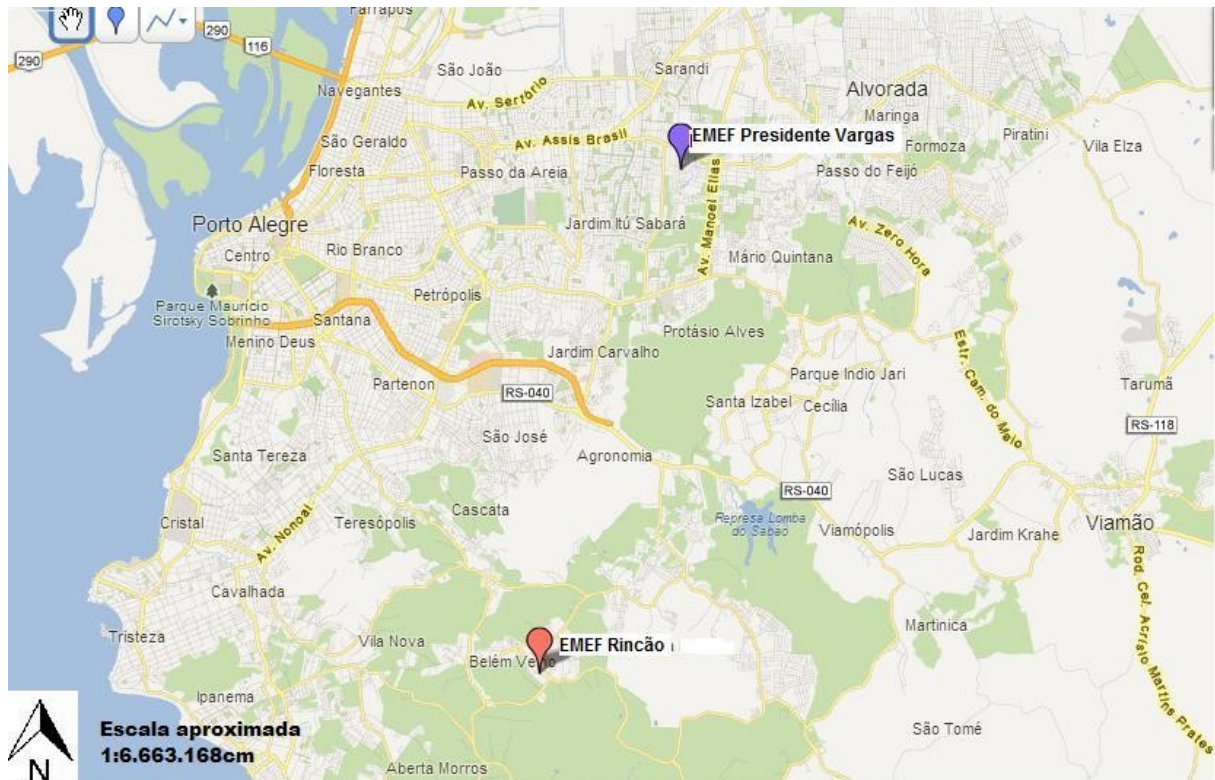 Farrapos
290
116
290
São João
Sarandi
Navegantes
Av. Sertório
Alvorada
Maringa
São Geraldo
Av. Assis Brasil
EMEF Presidente Vargas
Formoza
Piratini
Vila Elza
Floresta
Passo da Areia
Passo do Feijó
Porto Alegre
Jardim Itú Sabará
Av. Manoel Elias
Av. Zero Hora
Centro
Rio Branco
Mário Quintana
Petrópolis
Parque Maurício
Sirotsky Sobrinho
Santana
Protásio Alves
Menino Deus
Jardim Carvalho
Estr. Cam. do Meio
Partenon
RS-040
Parque Indio Jari
Tarumã
Santa Izabel
Cecília
RS-118
São José
Santa Tereza
Agronomia
São Lucas
RS-040
Cascata
Cristal
Av. Nonoai
Teresópolis
Represa Lomba
do Sabao
Viamópolis
Jardim Krahe
Viamão
Rod. Cel. Acrísio Martins Prates
Cavalhada
Martinica
Tristeza
Vila Nova
EMEF Rincão
Belém Velho
Ipanema
Escala aproximada
1:6.663.168cm
São Tomé
N
Aberta Morros